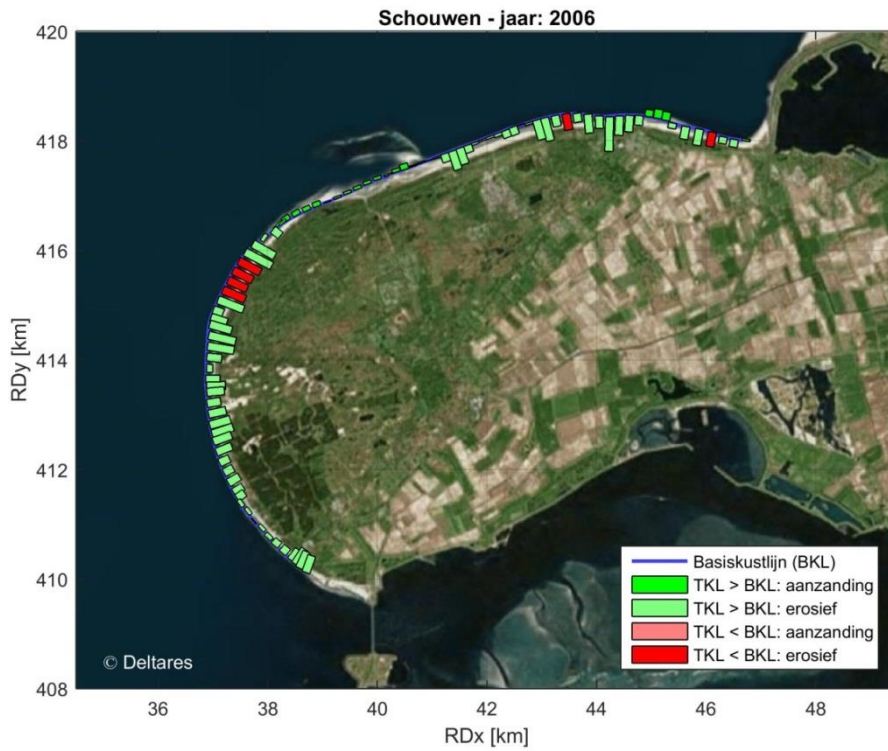 Schouwen - jaar: 2006
420
418
416
414
412
410
408
RDy [km]
36
38
40
42
44
46
48
RDx [km]
Basiskustlijn (BKL)
TKL > BKL: aanzanding
TKL > BKL: erosief
TKL < BKL: aanzanding
TKL < BKL: erosief
© Deltares